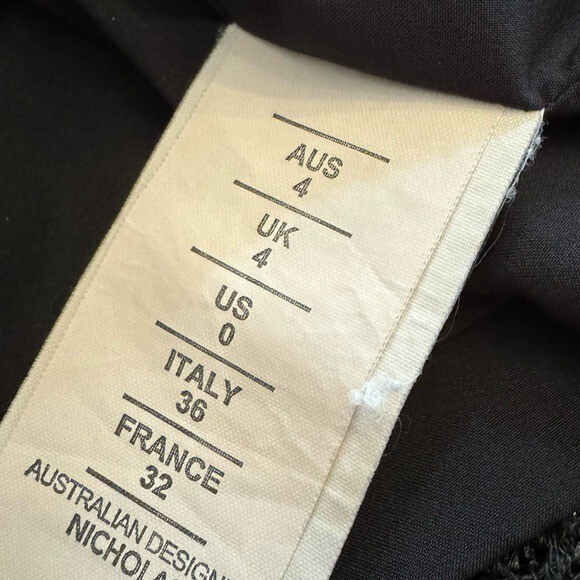 AUS
4
UK
4
US
0
ITALY
36
FRANCE
32
AUSTRALIAN DESIGN